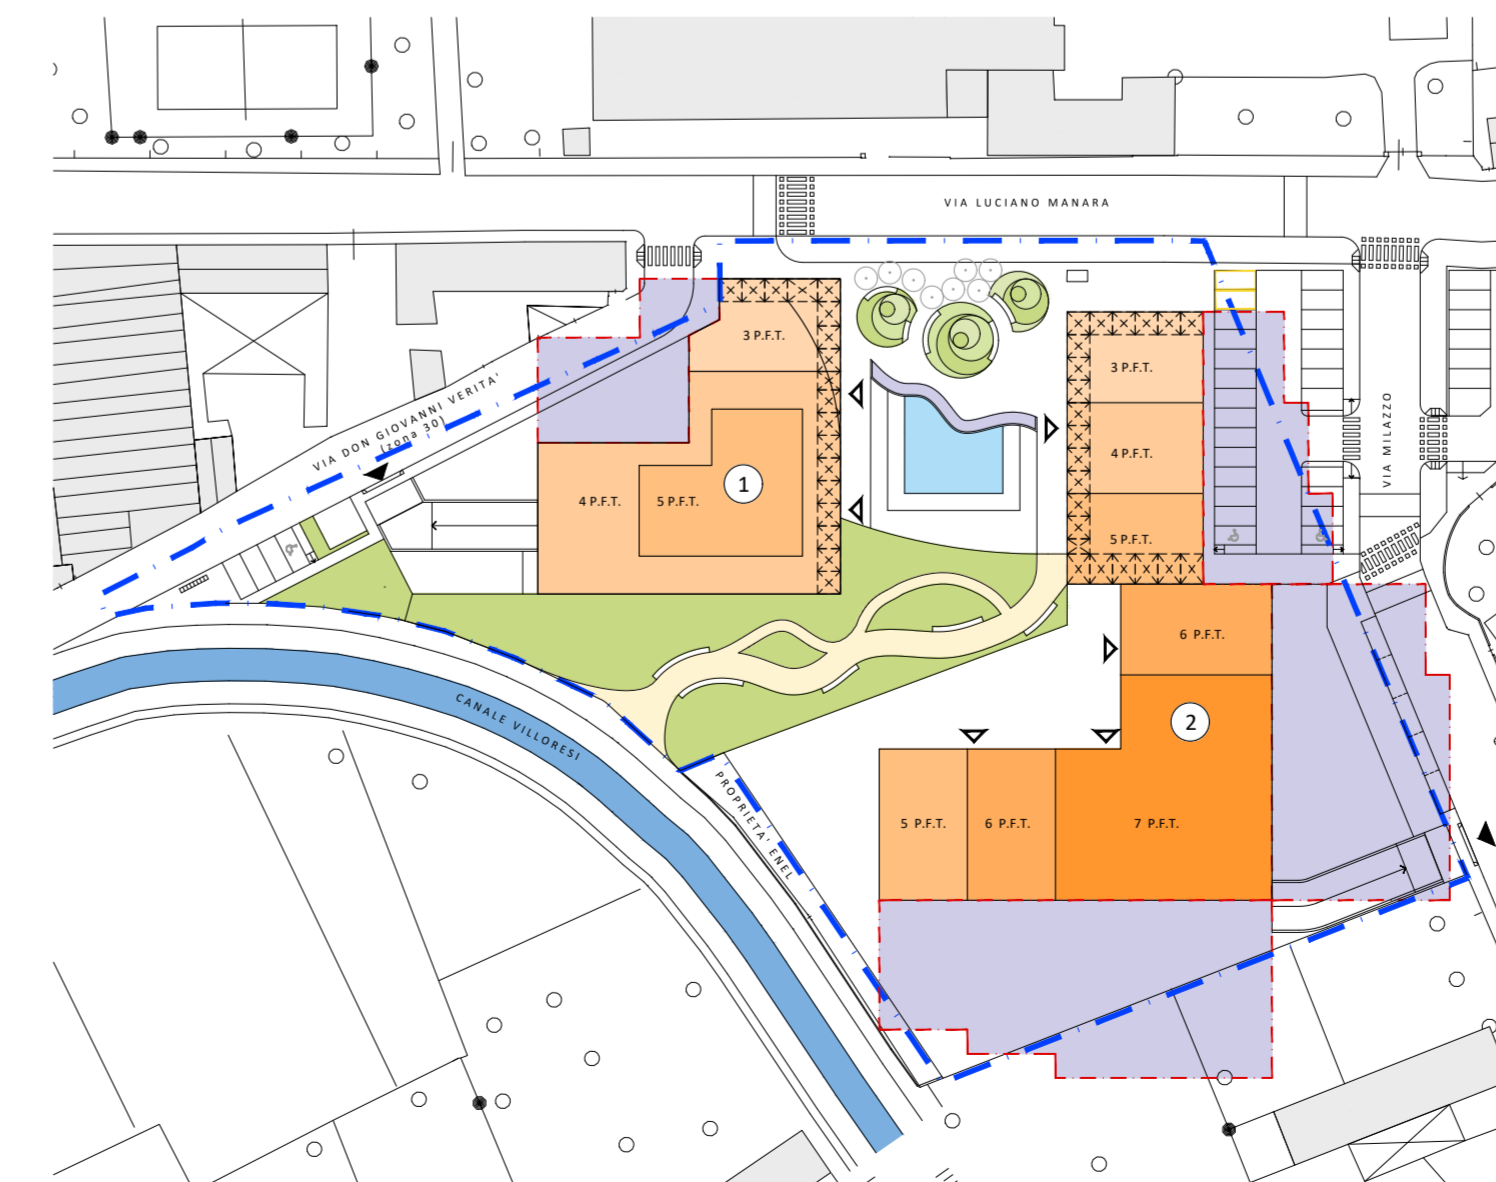 VIA LUCIANO MANARA
3 P.F.T.
3 P.F.T.
VIA DON GIOVANNI VERITA'
(zona 30)
VIA MILAZZO
4 P.F.T.
4 P.F.T.
5 P.F.T.
1
5 P.F.T.
6 P.F.T.
CANALE VILLORESI
2
PROPRIETA' ENEL
5 P.F.T.
6 P.F.T.
7 P.F.T.